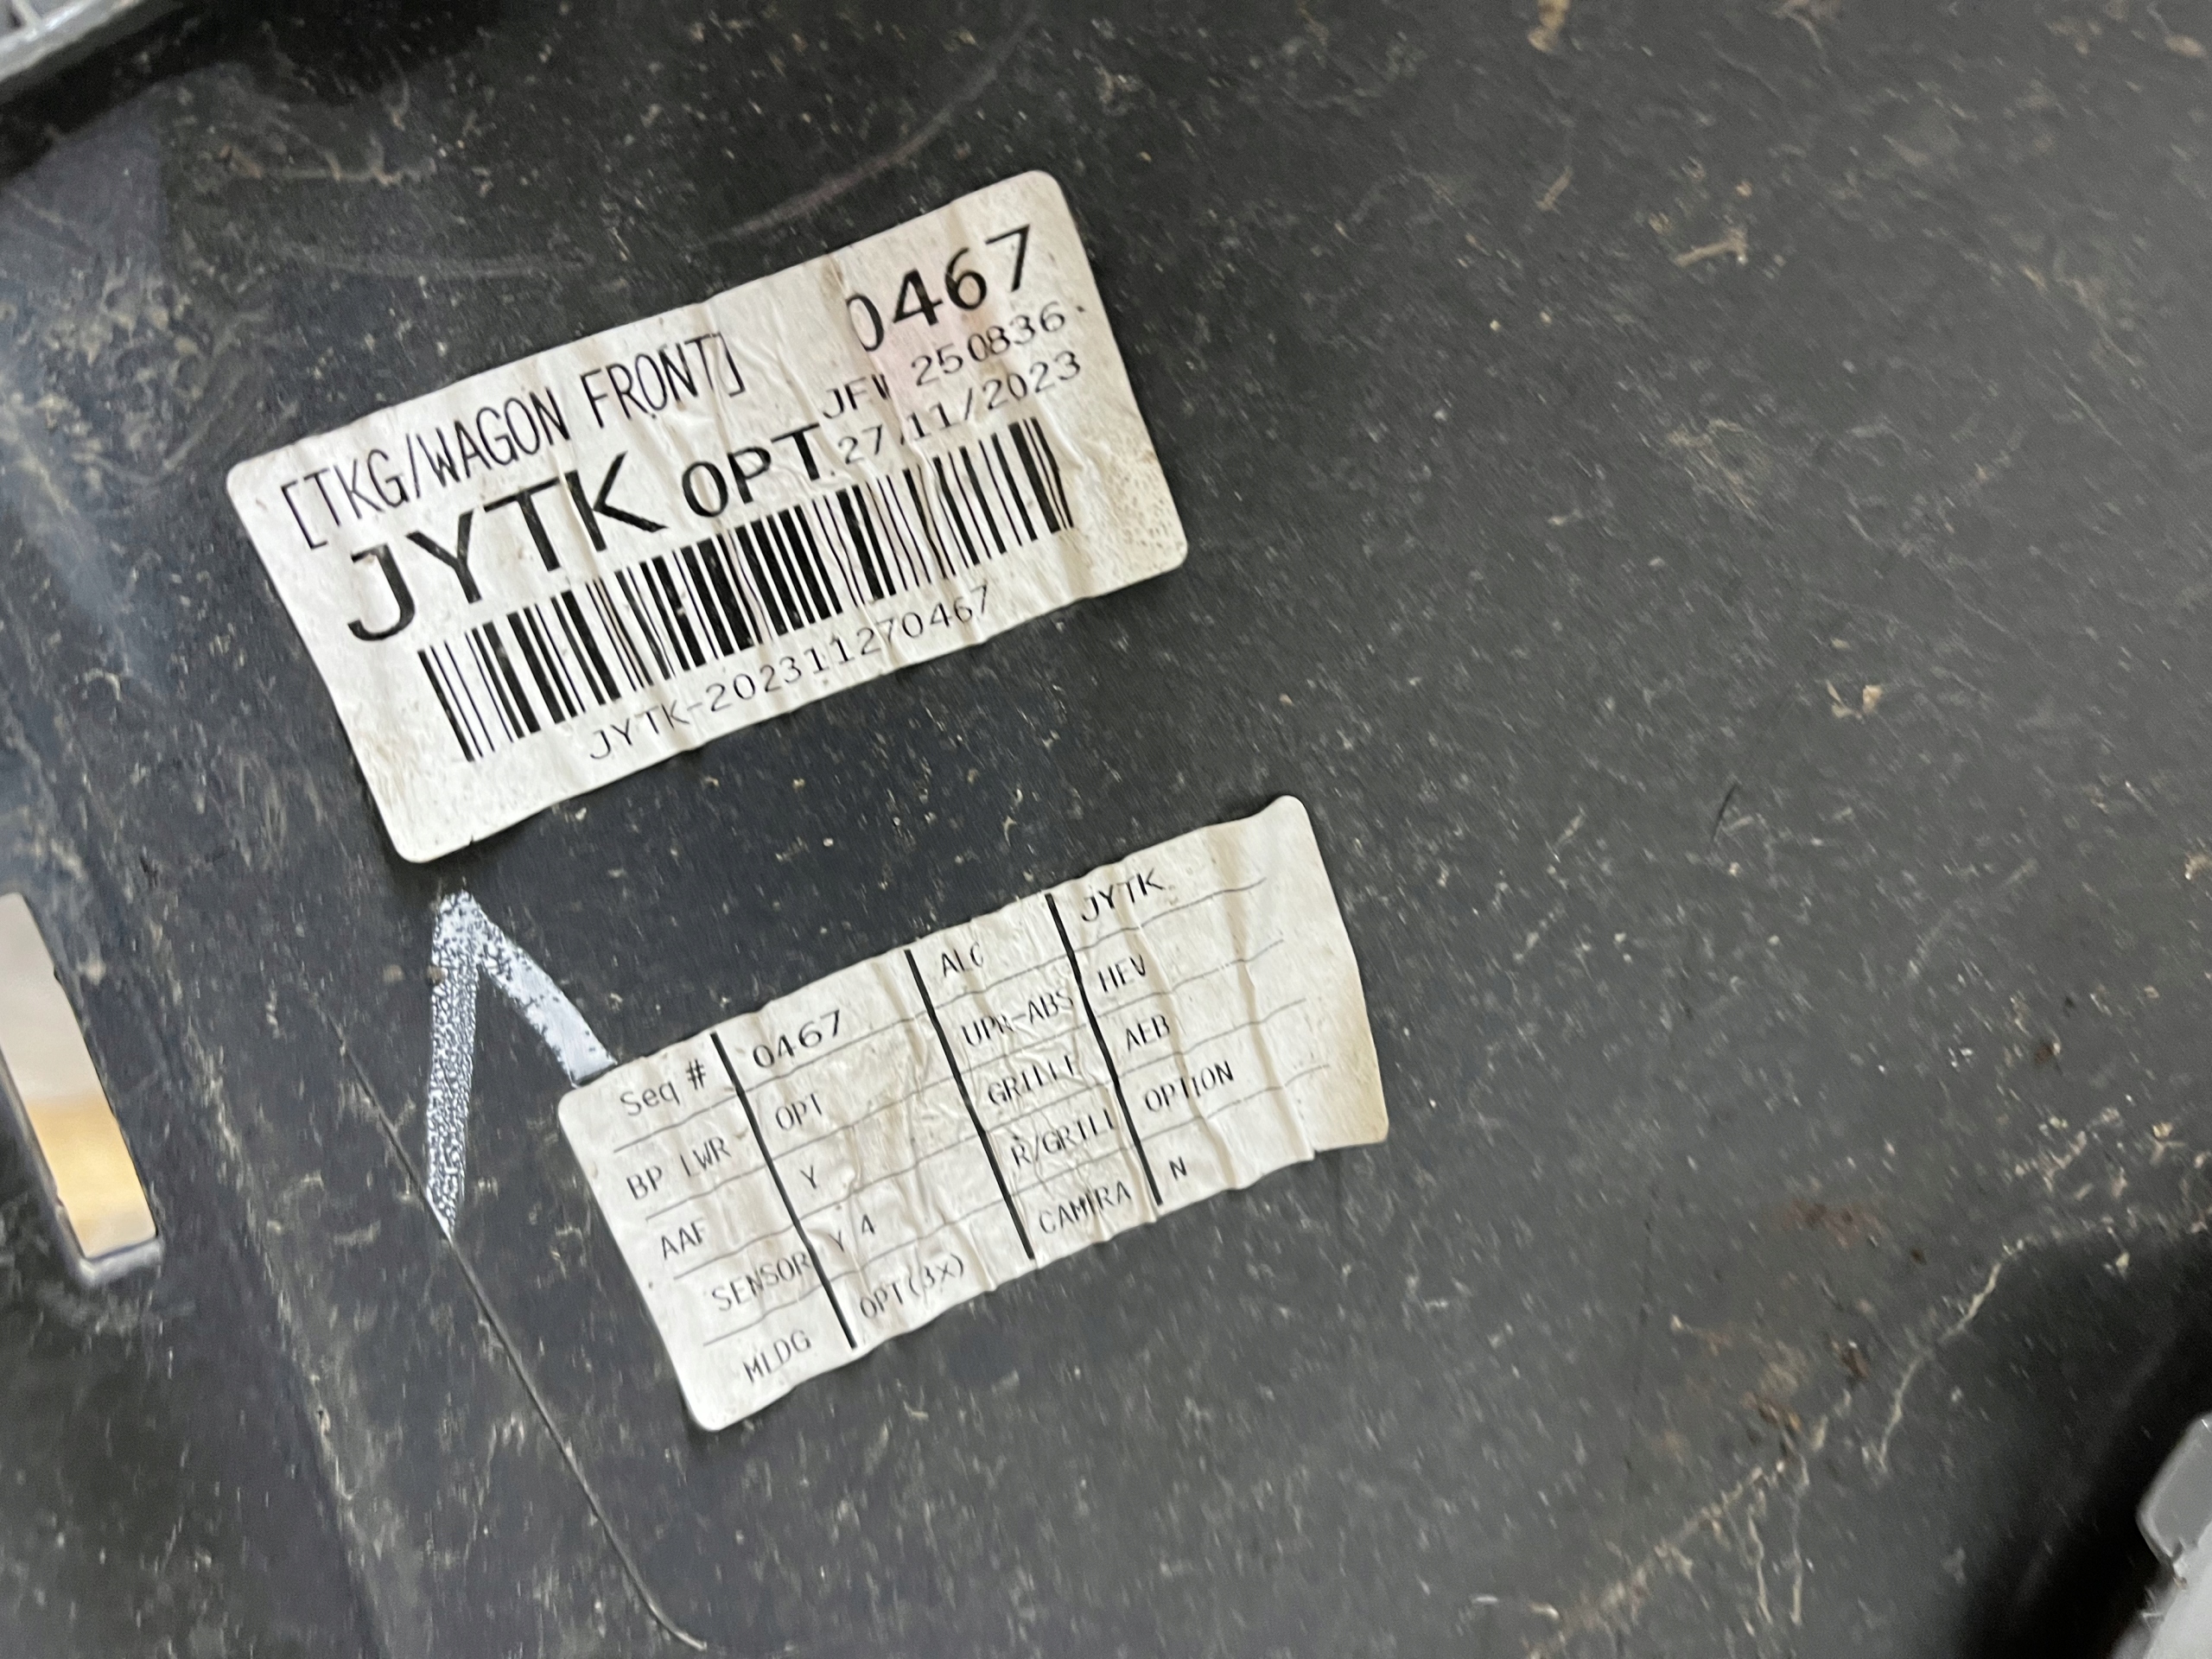 [TKG/WAGON FRONT] 0467
JFW 250836
JYTK OPT 27/11/2023
JYTK-202311270467
Seq # 0467 ALC JYTK
BP LWR OPT UPR-ABS HEV
AAF Y GRILLE AEB
SENSOR Y 4 R/GRILL OPTION
MLDG OPT(3x) CAMERA N